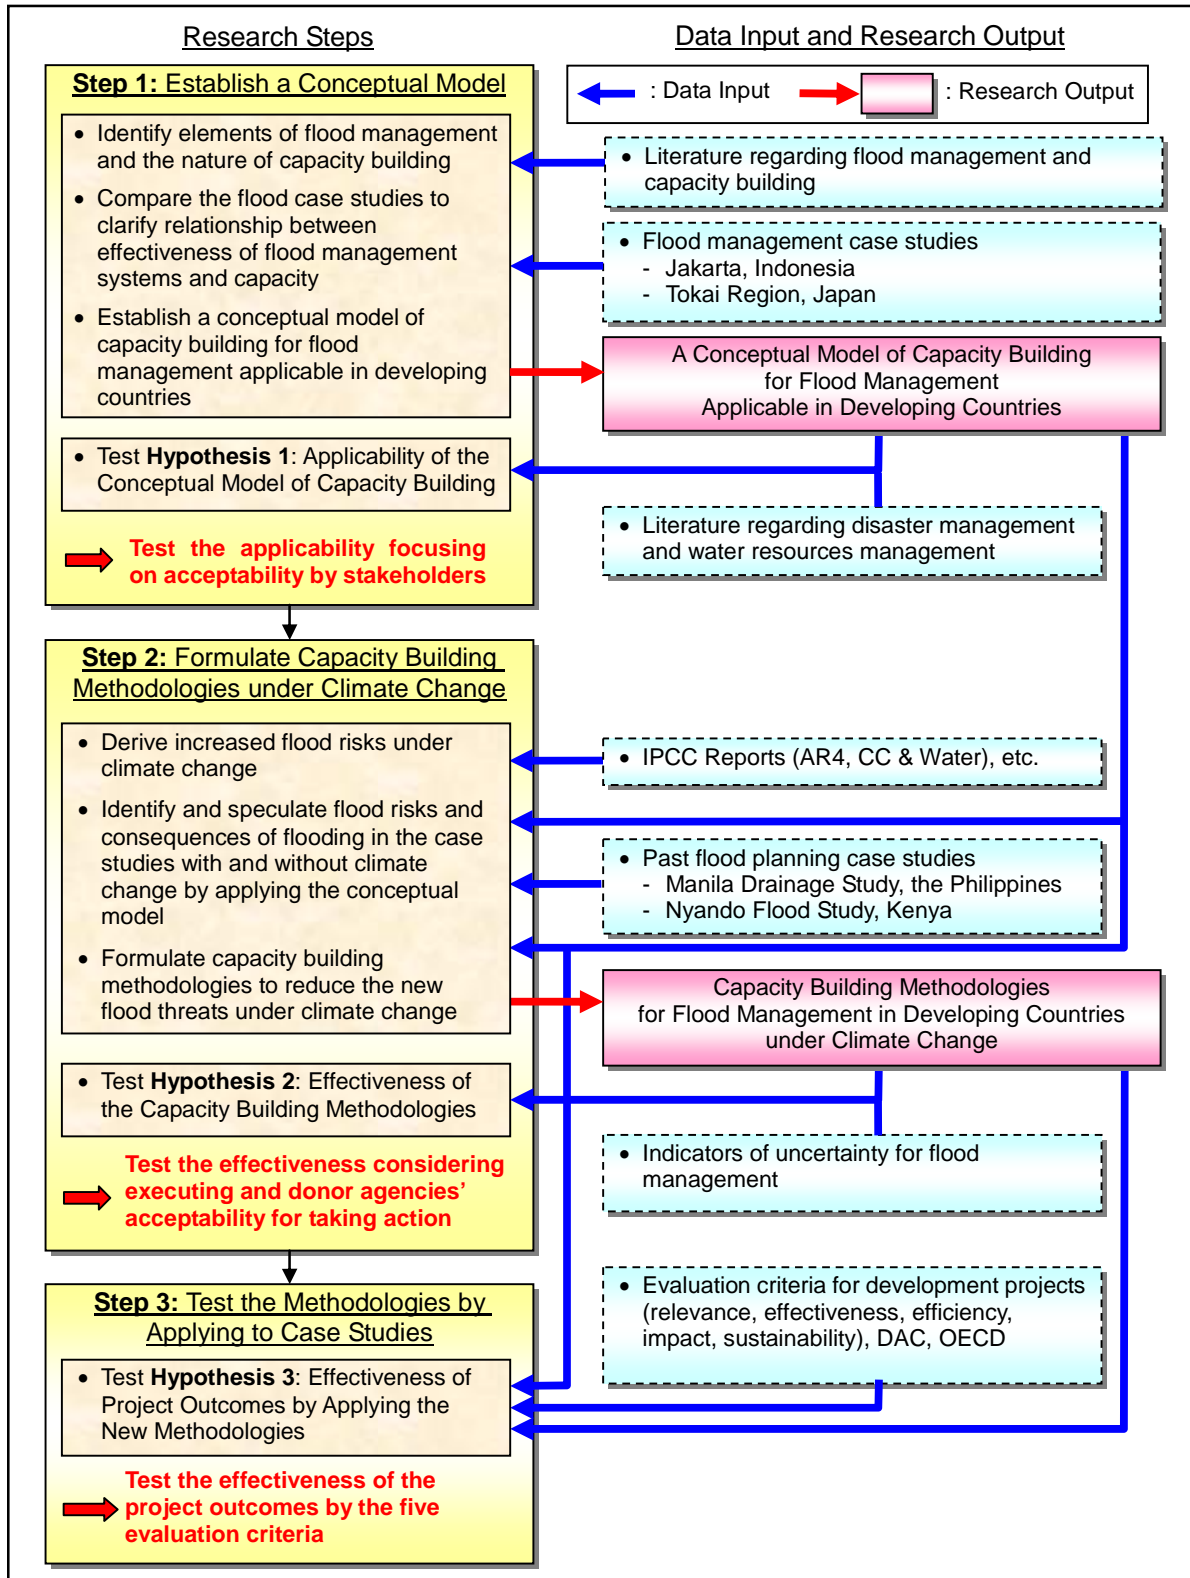 Research Steps
Data Input and Research Output
Step 1: Establish a Conceptual Model
: Data Input
: Research Output
• Identify elements of flood management
and the nature of capacity building
• Compare the flood case studies to
clarify relationship between
effectiveness of flood management
systems and capacity
• Establish a conceptual model of
capacity building for flood
management applicable in developing
countries
• Literature regarding flood management and
capacity building
• Flood management case studies
- Jakarta, Indonesia
- Tokai Region, Japan
A Conceptual Model of Capacity Building
for Flood Management
Applicable in Developing Countries
• Test Hypothesis 1: Applicability of the
Conceptual Model of Capacity Building
• Literature regarding disaster management
and water resources management
Test the applicability focusing
on acceptability by stakeholders
Step 2: Formulate Capacity Building
Methodologies under Climate Change
• Derive increased flood risks under
climate change
• Identify and speculate flood risks and
consequences of flooding in the case
studies with and without climate
change by applying the conceptual
model
• Formulate capacity building
methodologies to reduce the new
flood threats under climate change
• IPCC Reports (AR4, CC & Water), etc.
• Past flood planning case studies
- Manila Drainage Study, the Philippines
- Nyando Flood Study, Kenya
Capacity Building Methodologies
for Flood Management in Developing Countries
under Climate Change
• Test Hypothesis 2: Effectiveness of
the Capacity Building Methodologies
• Indicators of uncertainty for flood
management
Test the effectiveness considering
executing and donor agencies’
acceptability for taking action
Step 3: Test the Methodologies by
Applying to Case Studies
• Evaluation criteria for development projects
(relevance, effectiveness, efficiency,
impact, sustainability), DAC, OECD
• Test Hypothesis 3: Effectiveness of
Project Outcomes by Applying the
New Methodologies
Test the effectiveness of the
project outcomes by the five
evaluation criteria